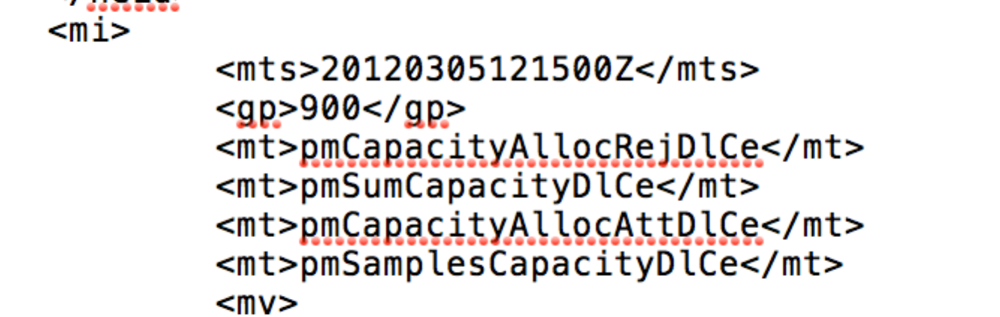 <mi>
<mts>20120305121500Z</mts>
<gp>900</gp>
<mt>pmCapacityAllocRejDlCe</mt>
<mt>pmSumCapacityDlCe</mt>
<mt>pmCapacityAllocAttDlCe</mt>
<mt>pmSamplesCapacityDlCe</mt>
<mv>